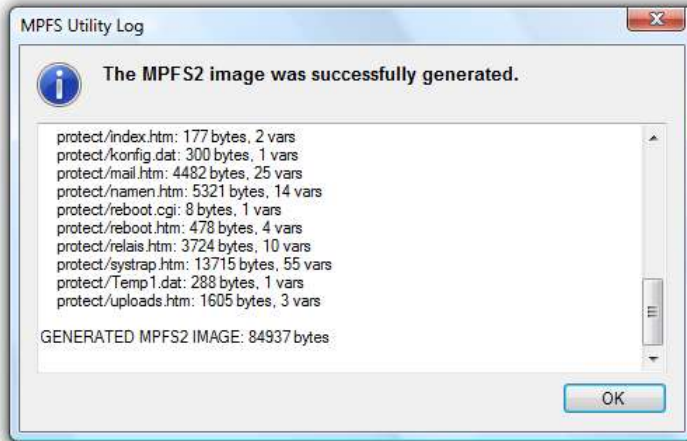 MPFS Utility Log
The MPFS2 image was successfully generated.
protect/index.htm: 177 bytes, 2 vars
protect/konfig.dat: 300 bytes, 1 vars
protect/mail.htm: 4482 bytes, 25 vars
protect/namen.htm: 5321 bytes, 14 vars
protect/reboot.cgi: 8 bytes, 1 vars
protect/reboot.htm: 478 bytes, 4 vars
protect/relais.htm: 3724 bytes, 10 vars
protect/systrap.htm: 13715 bytes, 55 vars
protect/Temp1.dat: 288 bytes, 1 vars
protect/uploads.htm: 1605 bytes, 3 vars
GENERATED MPFS2 IMAGE: 84937 bytes
OK